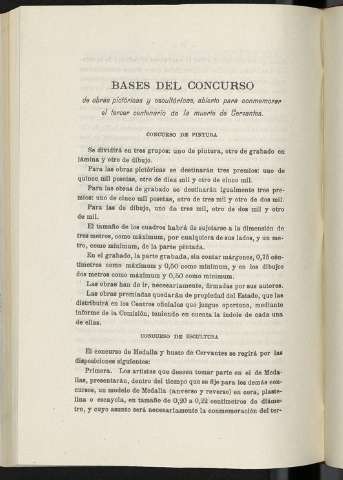 BASES DEL CONCURSO
de obras pictóricas y escultóricas, abierto para conmemorar
el tercer centenario de la muerte de Cervantes.
CONCURSO DE PINTURA
Se dividirá en tres grupos: uno de pintura, otro de grabado en
lámina y otro de dibujo.
Para las obras pictóricas se destinarán tres premios: uno de
quince mil pesetas, otro de diez mil y otro de cinco mil.
Para las obras de grabado se destinarán igualmente tres pre-
mios: uno de cinco mil pesetas, otro de tres mil y otro de dos mil.
Para las de dibujo, uno de tres mil, otro de dos mil y otro
de mil.
El tamaño de los cuadros habrá de sujetarse a la dimensión de
tres metros, como máximum, por cualquiera de sus lados, y un me-
tro, como mínimum, de la parte pintada.
En el grabado, la parte grabada, sin contar márgenes, 0,75 cén-
tímetros como máximum y 0,50 como mínimum, y en los dibujos
dos metros como máximum y 0,50 como mínimum.
Las obras han de ir, necesariamente, firmadas por sus autores.
Las obras premiadas quedarán de propiedad del Estado, que las
distribuirá en los Centros oficiales que juzgue oportuno, mediante
informe de la Comisión, teniendo en cuenta la índole de cada una
de ellas.
CONCURSO DE ESCULTURA
El concurso de Medalla y busto de Cervantes se regirá por las
disposiciones siguientes:
Primera. Los artistas que deseen tomar parte en el de Meda-
llas, presentarán, dentro del tiempo que se fije para los demás con-
cursos, un modelo de Medalla (anverso y reverso) en cera, plaste-
lina o escayola, en tamaño de 0,20 a 0,22 centímetros de diáme-
tro, y cuyo asunto será necesariamente la conmemoración del ter-